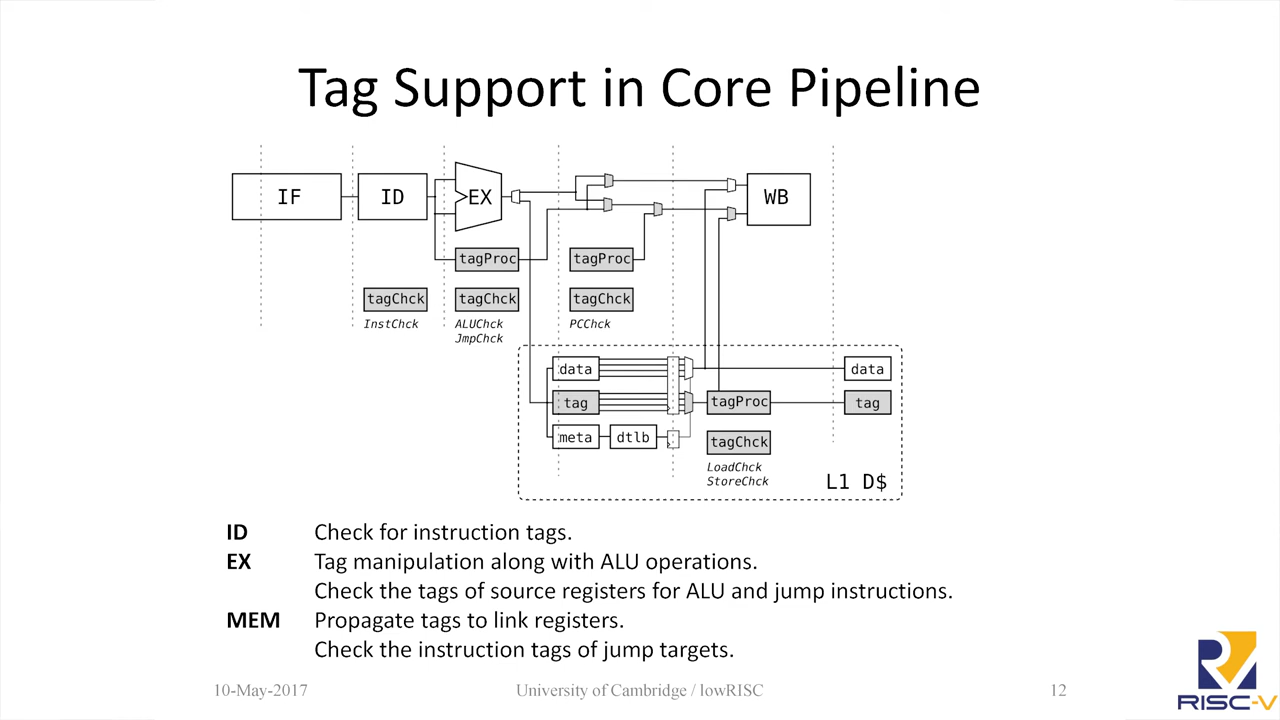 Tag Support in Core Pipeline
IF
ID
EX
WB
tagProc
tagProc
tagChck
tagChck
tagChck
InstChck
ALUChck
PCChck
JmpChck
data
data
tag
tagProc
tag
meta
dtlb
tagChck
LoadChck
StoreChck
L1 D$
ID Check for instruction tags.
EX Tag manipulation along with ALU operations.
Check the tags of source registers for ALU and jump instructions.
MEM Propagate tags to link registers.
Check the instruction tags of jump targets.
10-May-2017
University of Cambridge / lowRISC
12
RISC-V